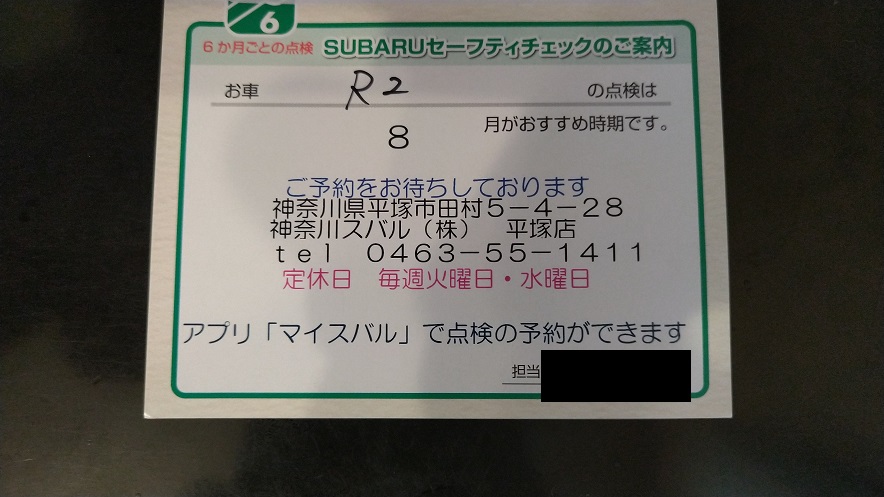 6
6か月ごとの点検 SUBARUセーフティチェックのご案内
お車 R2 の点検は
8 月がおすすめ時期です。
ご予約をお待ちしております
神奈川県平塚市田村5−4−28
神奈川スバル（株） 平塚店
tel 0463−55−1411
定休日 毎週火曜日・水曜日
アプリ「マイスバル」で点検の予約ができます
担当